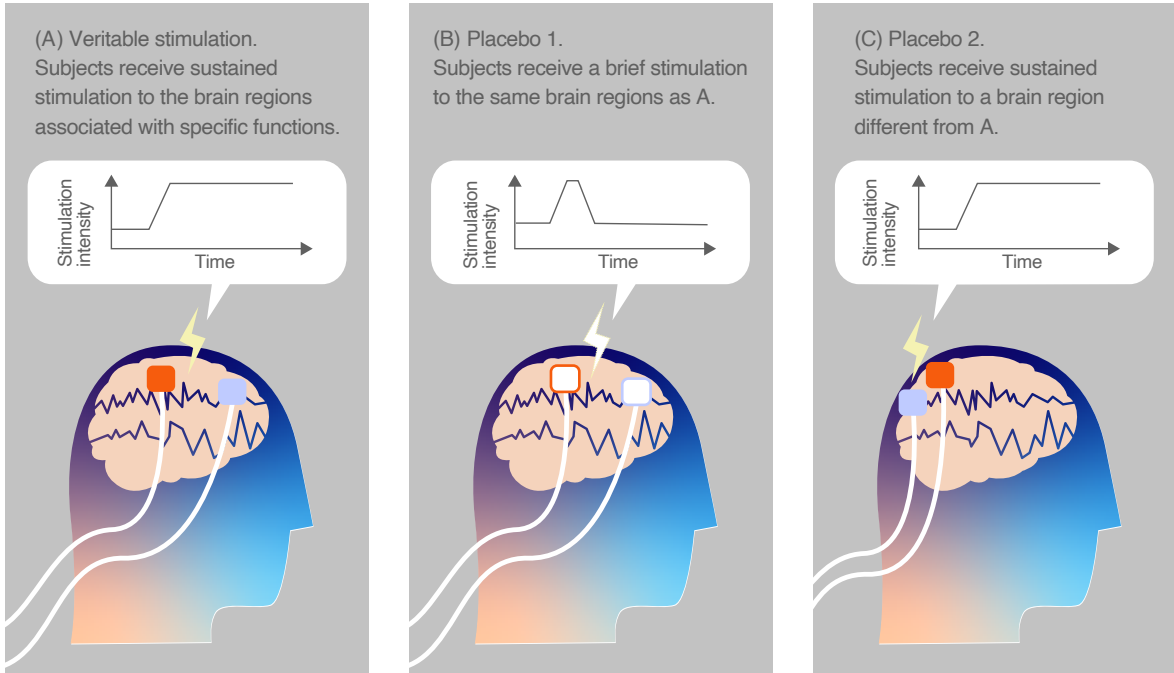 (A) Veritable stimulation.
Subjects receive sustained
stimulation to the brain regions
associated with specific functions.
Stimulation
intensity
Time
(B) Placebo 1.
Subjects receive a brief stimulation
to the same brain regions as A.
Stimulation
intensity
Time
(C) Placebo 2.
Subjects receive sustained
stimulation to a brain region
different from A.
Stimulation
intensity
Time